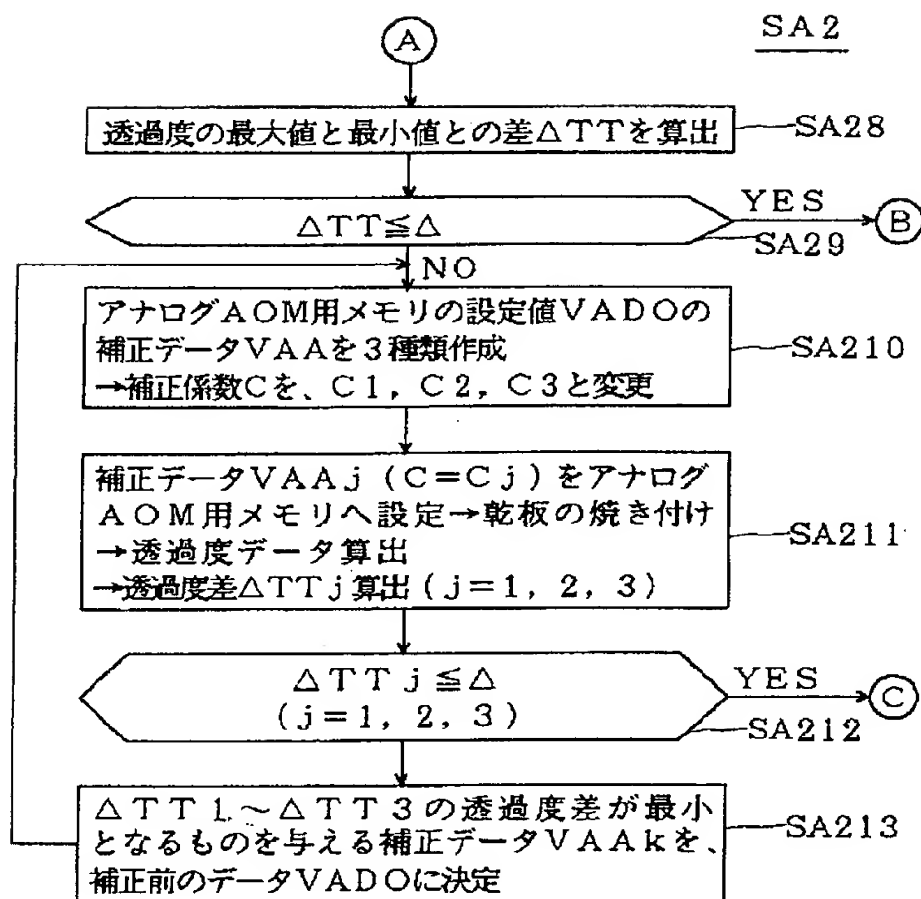 SA2
A
透過度の最大値と最小値との差△TTを算出
SA28
△TT≦△
YES
B
SA29
NO
アナログAOM用メモリの設定値VADOの
補正データVAAを3種類作成
→補正係数Cを、C1,C2,C3と変更
SA210
補正データVAAj(C=Cj)をアナログ
AOM用メモリへ設定→乾板の焼き付け
→透過度データ算出
→透過度差△TTj算出(j=1,2,3)
SA211
△TTj≦△
(j=1,2,3)
YES
C
SA212
△TT1~△TT3の透過度差が最小
となるものを与える補正データVAAkを、
補正前のデータVADOに決定
SA213